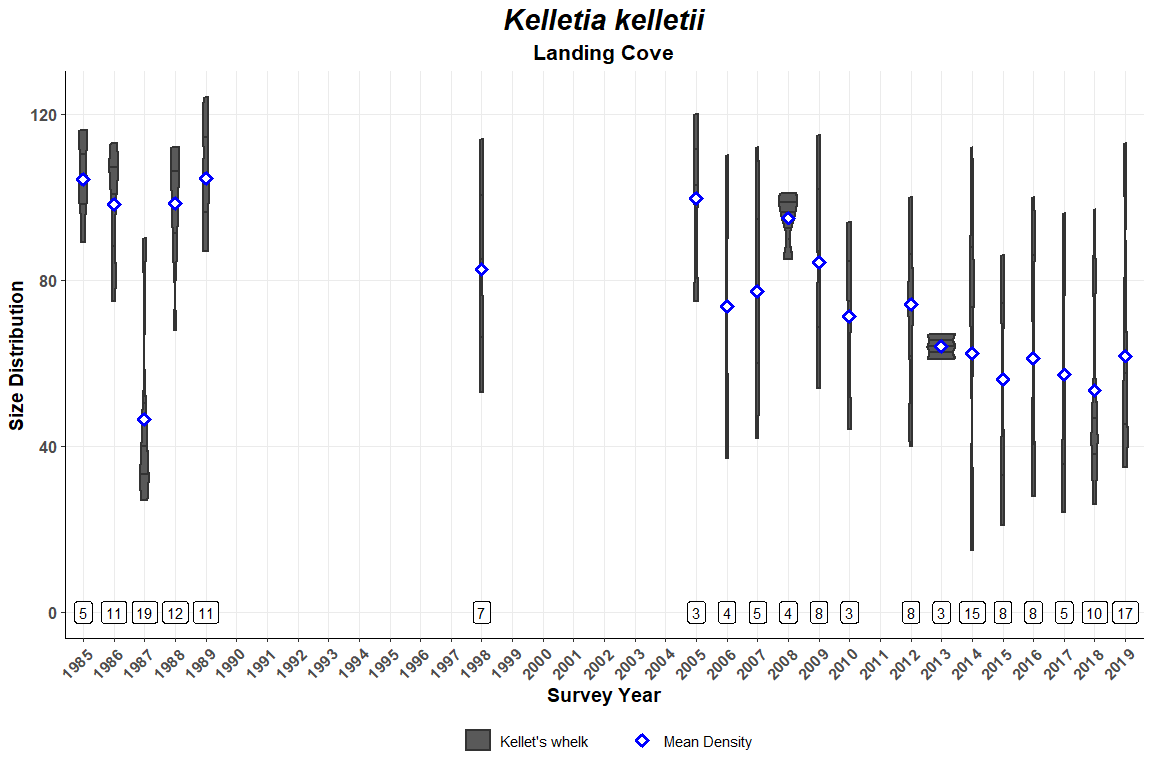 Kelletia kelletii
Landing Cove
Size Distribution
120
80
40
0
5 11 19 12 11 7 3 4 5 4 8 3 8 3 15 8 8 5 10 17
1985 1986 1987 1988 1989 1990 1991 1992 1993 1994 1995 1996 1997 1998 1999 2000 2001 2002 2003 2004 2005 2006 2007 2008 2009 2010 2011 2012 2013 2014 2015 2016 2017 2018 2019
Survey Year
Kellet's whelk Mean Density